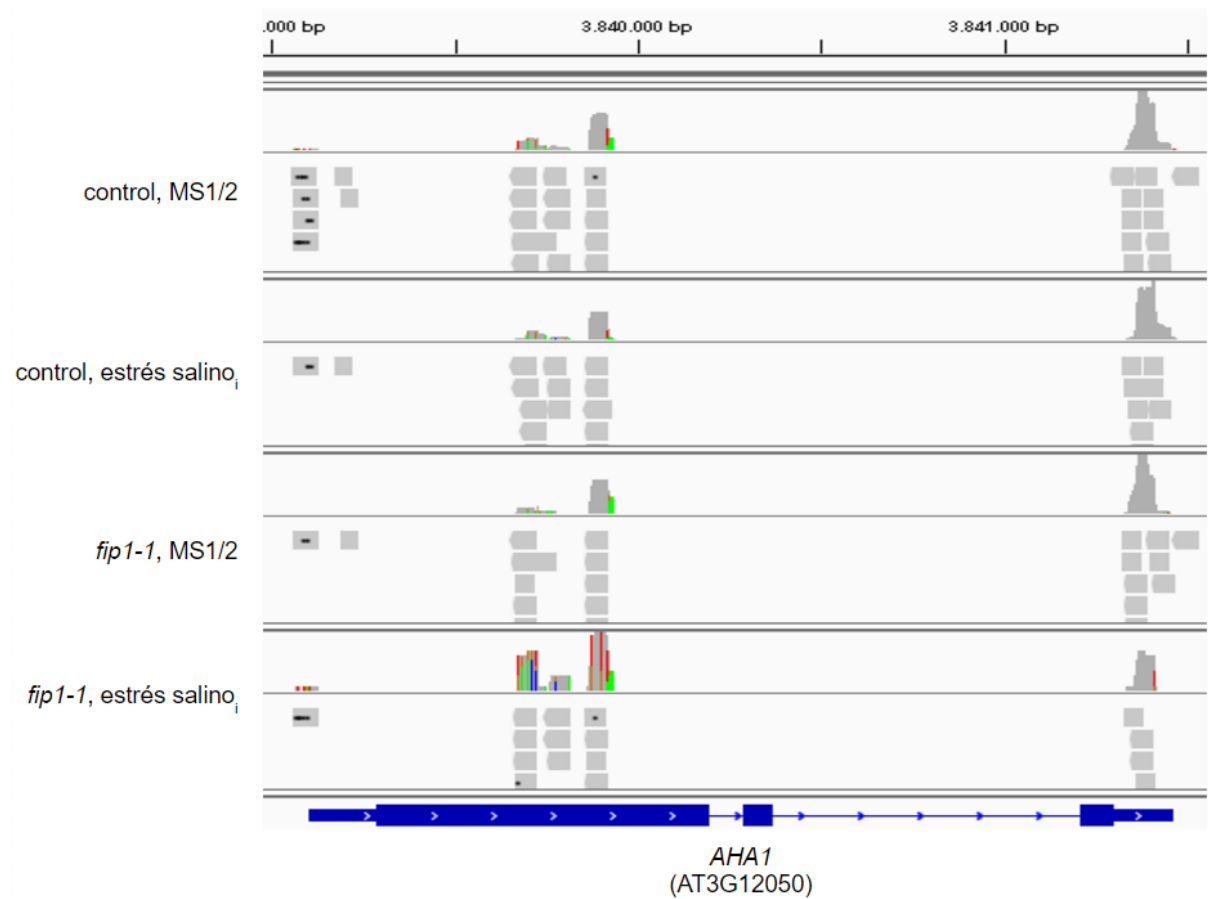 .000 bp 3.840.000 bp 3.841.000 bp
control, MS1/2
control, estrés salino i
fip1-1, MS1/2
fip1-1, estrés salino i
AHA1
(AT3G12050)